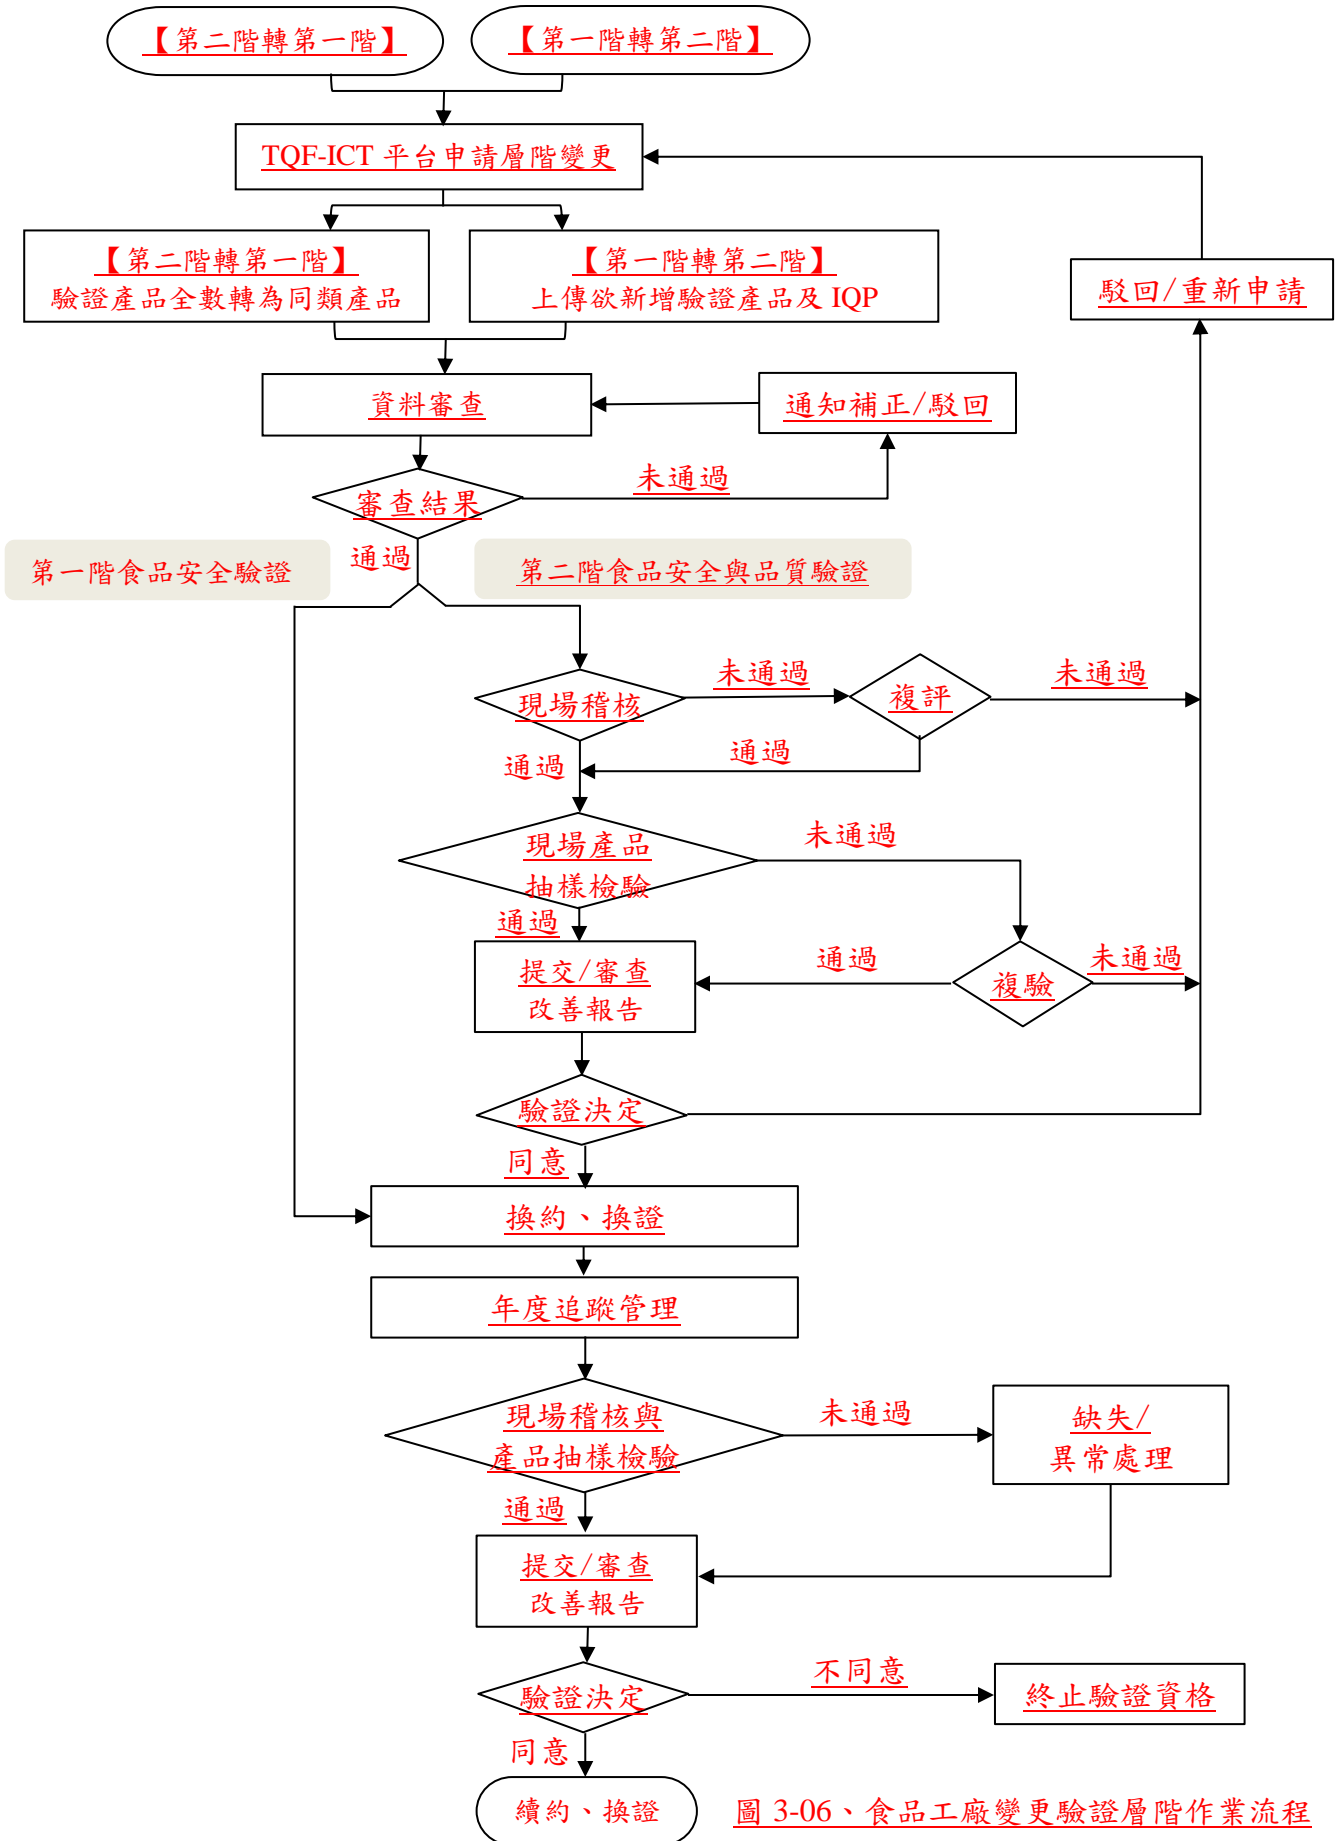 【第二階轉第一階】
【第一階轉第二階】
TQF-ICT 平台申請層階變更
【第二階轉第一階】
驗證產品全數轉為同類產品
【第一階轉第二階】
上傳欲新增驗證產品及 IQP
駁回/重新申請
資料審查
通知補正/駁回
審查結果
未通過
通過
第一階食品安全驗證
第二階食品安全與品質驗證
現場稽核
未通過
複評
未通過
通過
通過
現場產品
抽樣檢驗
未通過
通過
提交/審查
改善報告
通過
複驗
未通過
驗證決定
同意
換約、換證
年度追蹤管理
現場稽核與
產品抽樣檢驗
未通過
缺失/
異常處理
通過
提交/審查
改善報告
驗證決定
不同意
終止驗證資格
同意
續約、換證
圖 3-06、食品工廠變更驗證層階作業流程